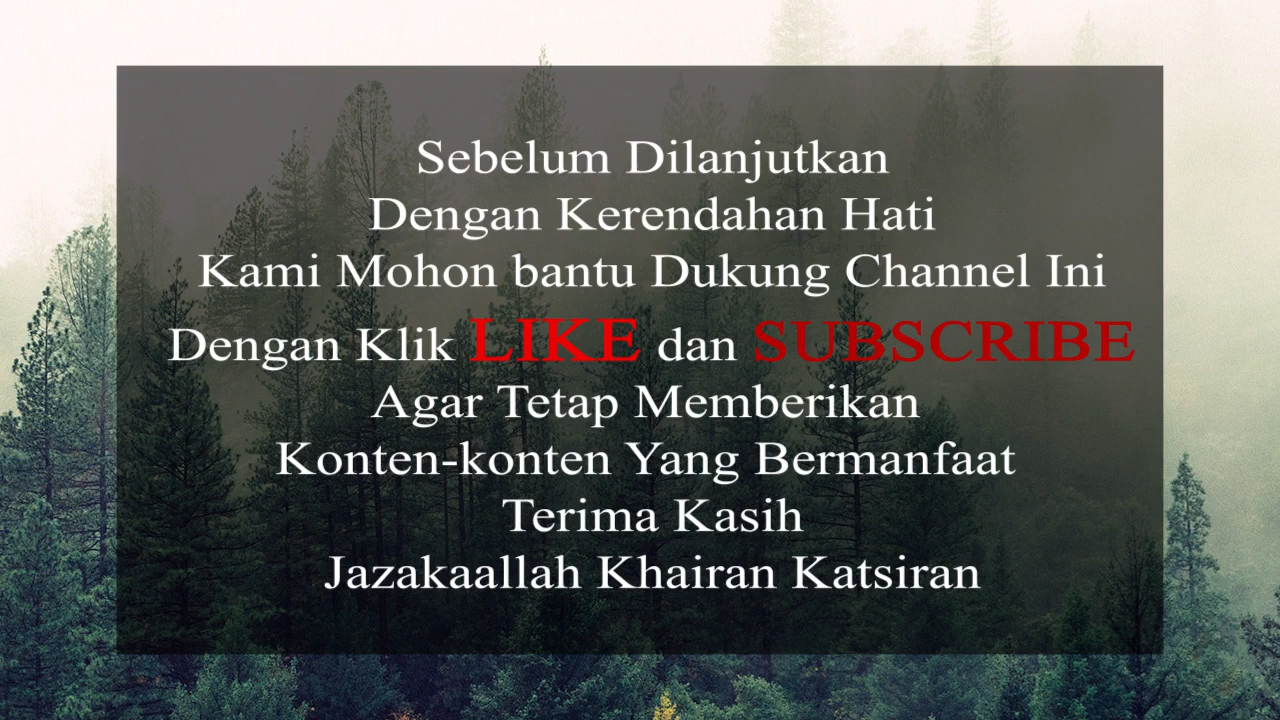 Sebelum Dilanjutkan
Dengan Kerendahan Hati
Kami Mohon bantu Dukung Channel Ini
Dengan Klik LIKE dan SUBSCRIBE
Agar Tetap Memberikan
Konten-konten Yang Bermanfaat
Terima Kasih
Jazakaallah Khairan Katsiran